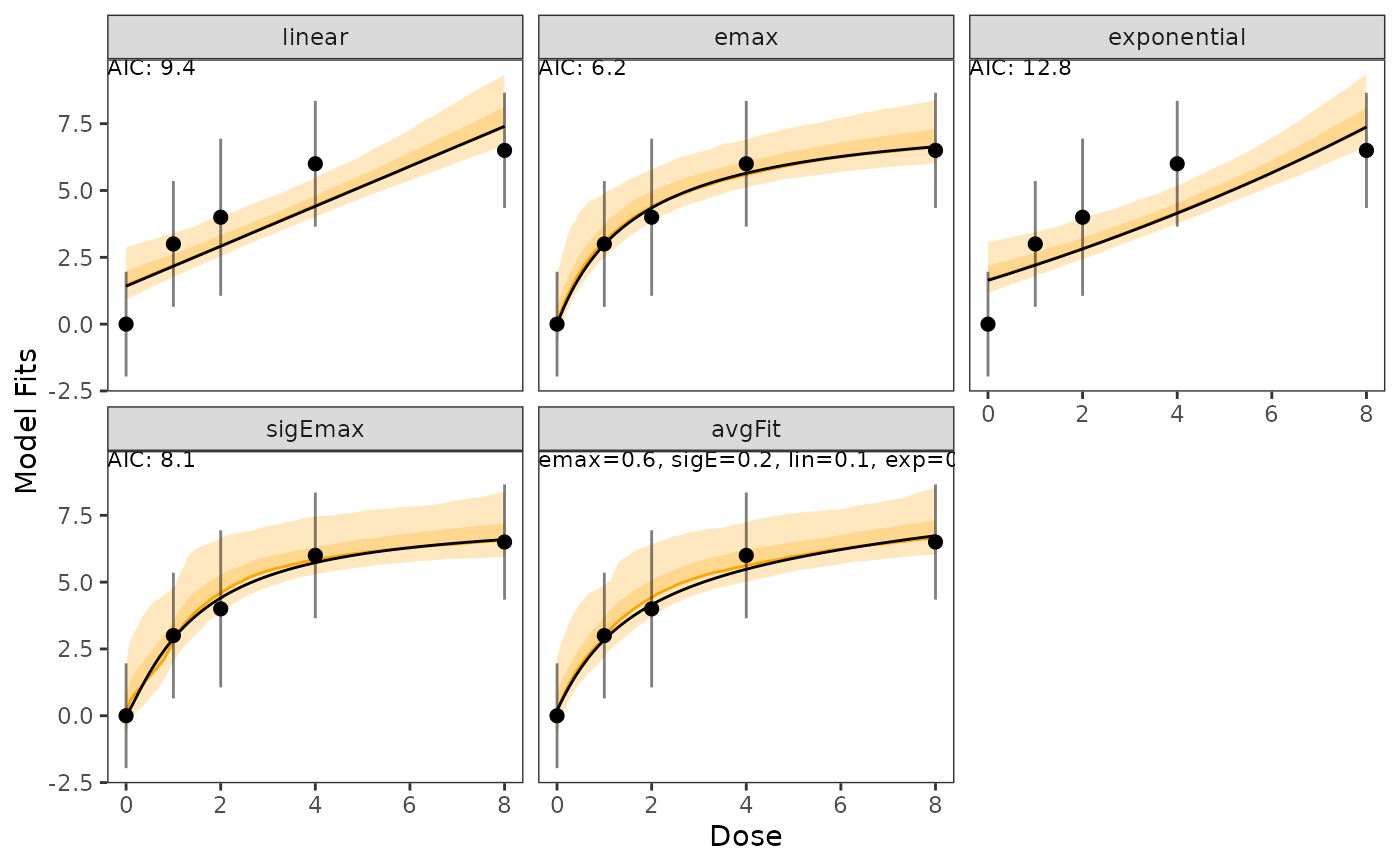 linear
emax
exponential
AIC: 9.4
AIC: 6.2
AIC: 12.8
7.5
5.0
2.5
0.0
-2.5
0 2 4 6 8
sigEmax
avgFit
AIC: 8.1
emax=0.6, sigE=0.2, lin=0.1, exp=
7.5
5.0
2.5
0.0
-2.5
0 2 4 6 8
0 2 4 6 8
Dose
Model Fits